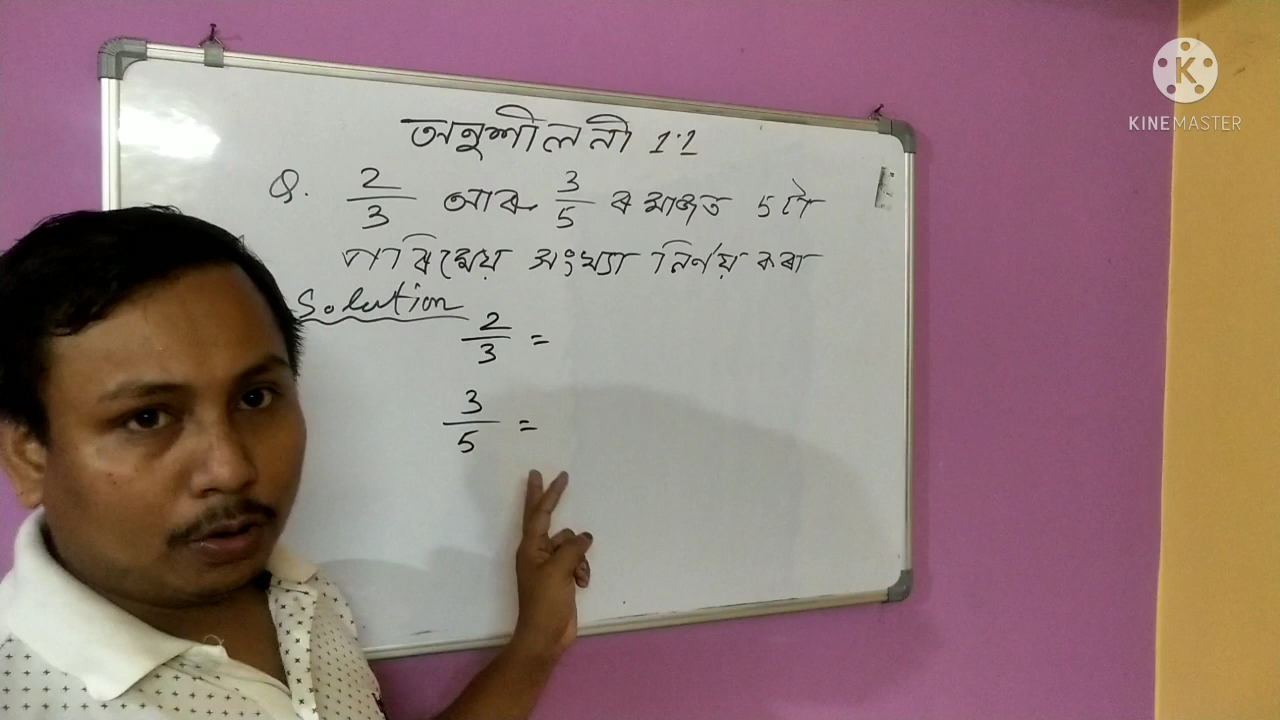 অনুশীলনী 1.1
Q. 2/3 আৰু 3/5 ৰ মাজত 5 টা
পৰিমেয় সংখ্যা নিৰ্ণয় কৰা
Solution
2/3 =
3/5 =
KINEMASTER